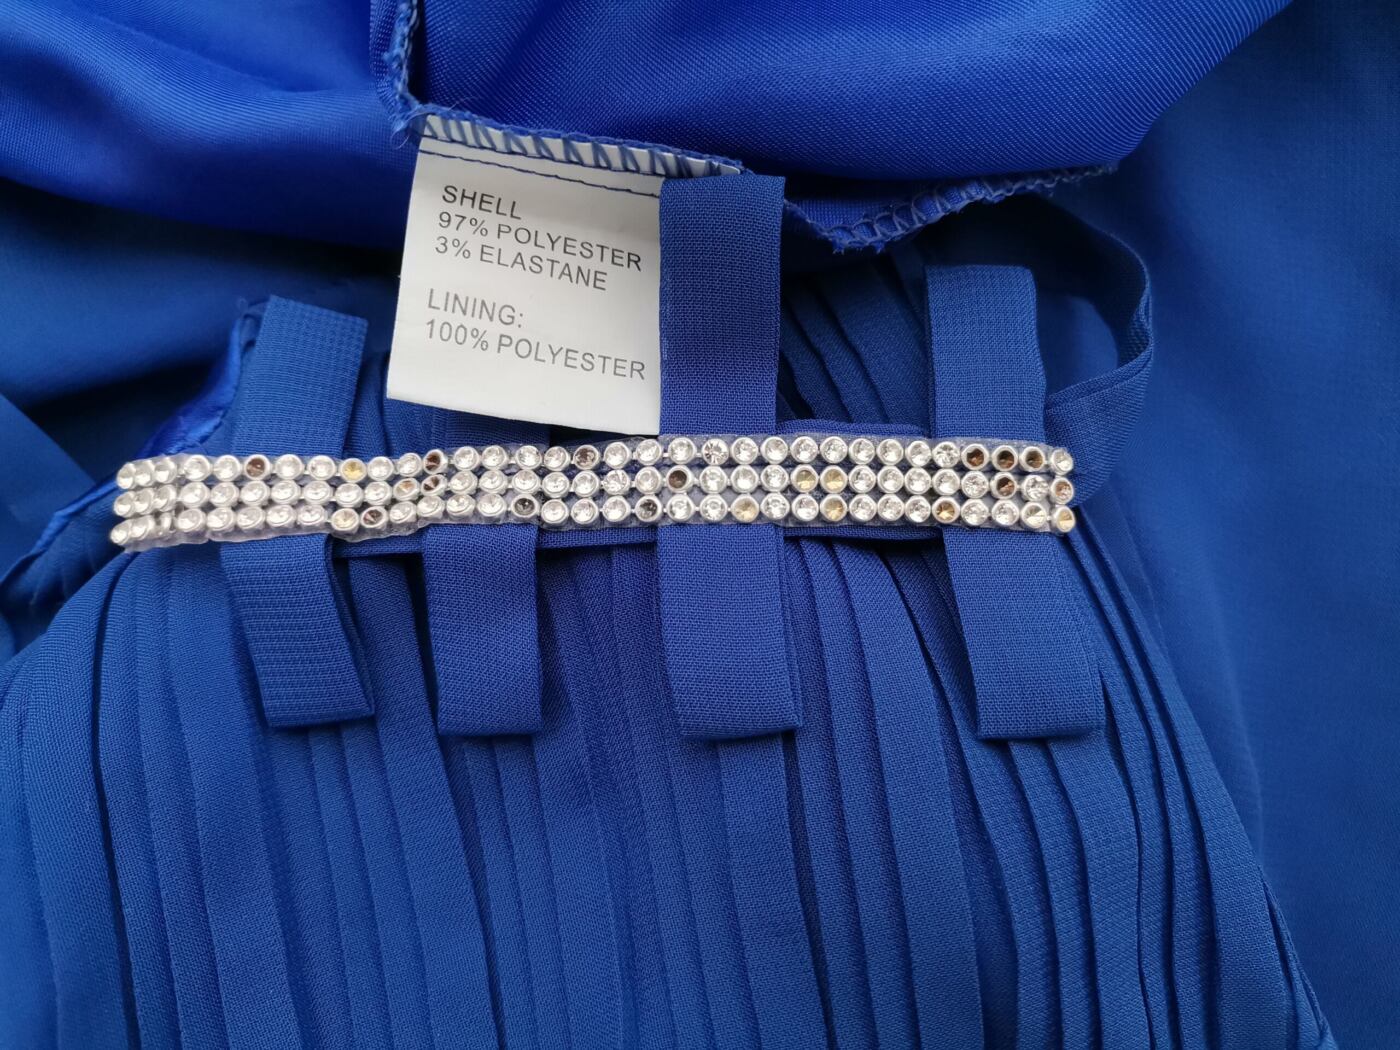 SHELL
97% POLYESTER
3% ELASTANE
LINING:
100% POLYESTER